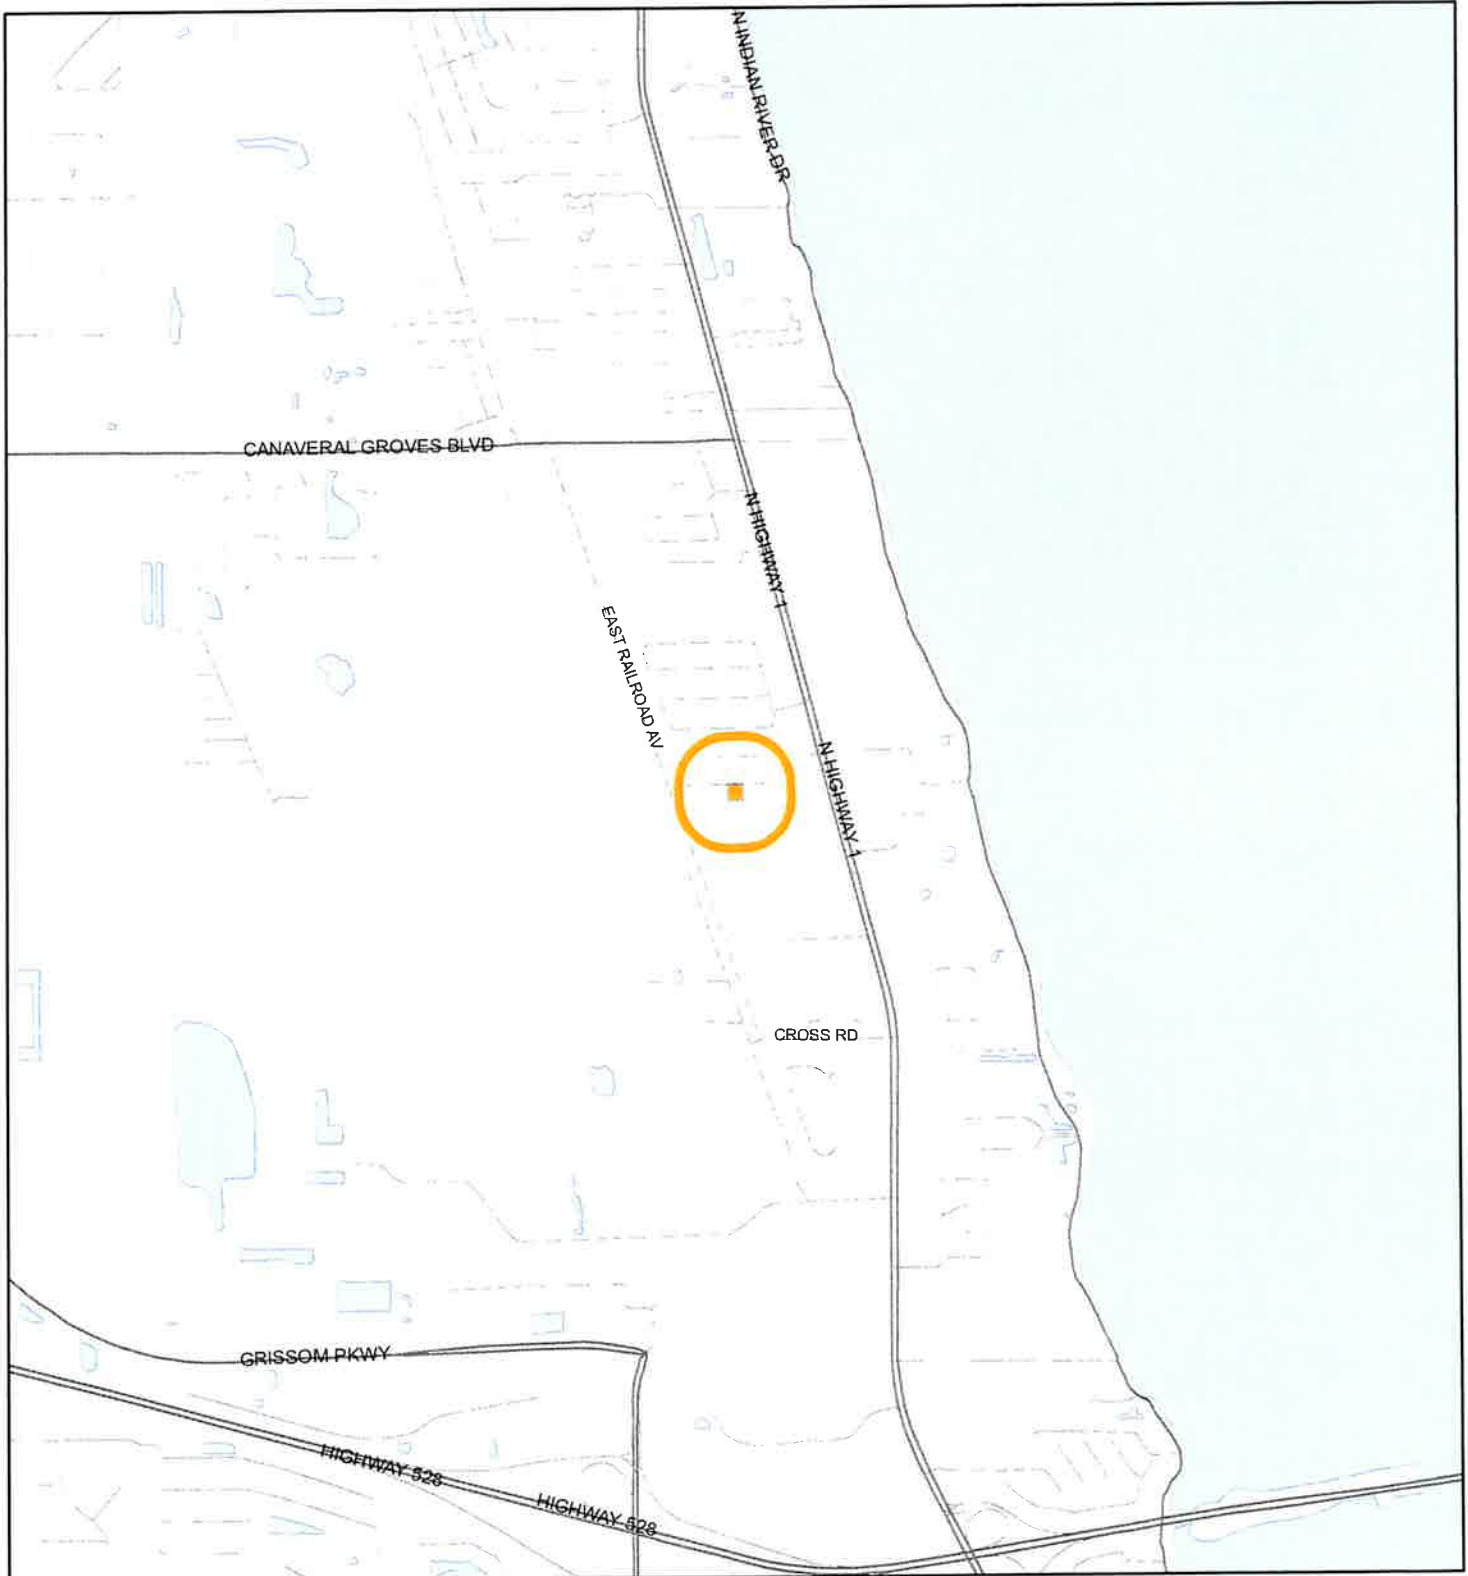 N INDIAN RIVER DR
CANAVERAL GROVES BLVD
N HIGHWAY 1
EAST RAILROAD AV
N HIGHWAY 1
CROSS RD
GRISSOM PKWY
HIGHWAY 528
HIGHWAY 528